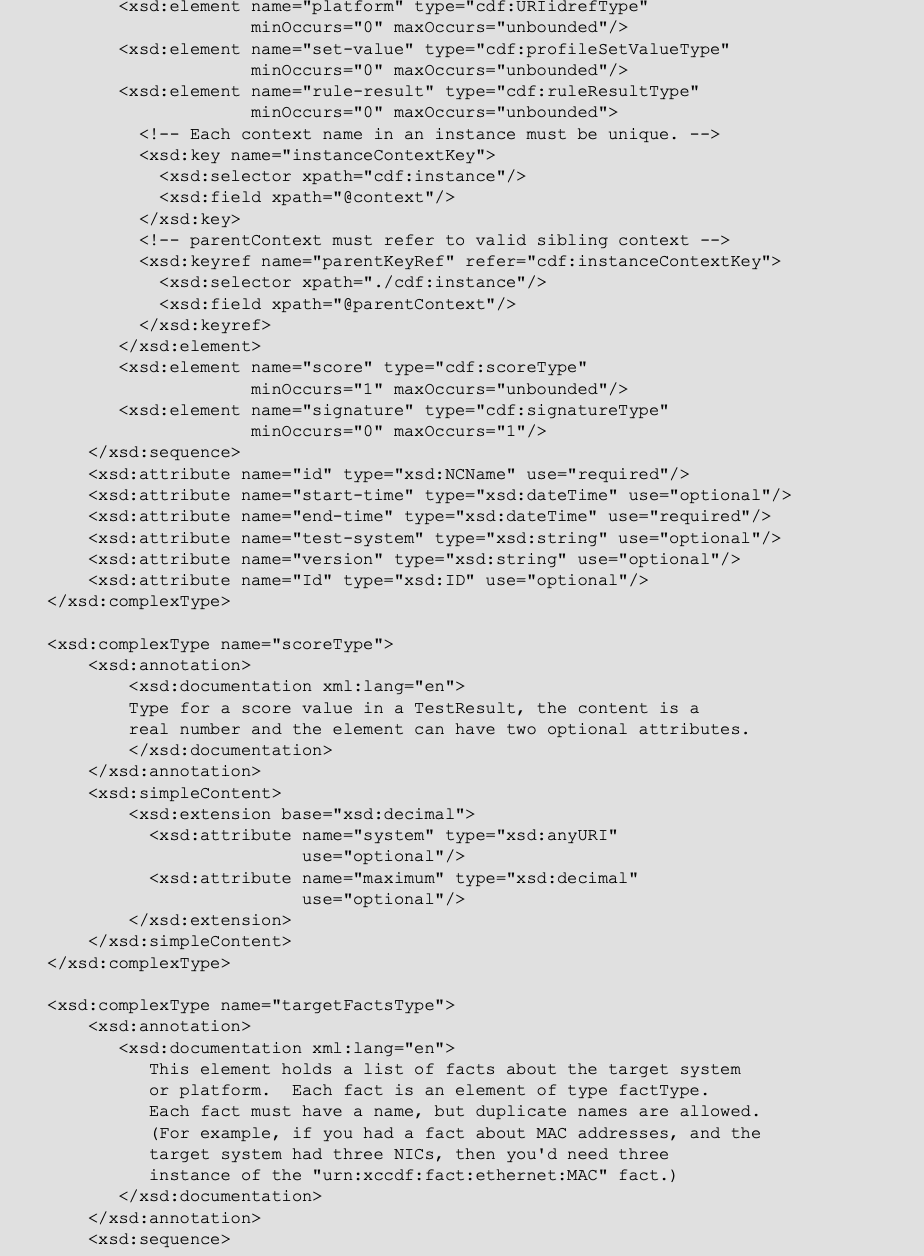 <xsd:element name="platform" type="cdf:URIidrefType"
minOccurs="0" maxOccurs="unbounded"/>
<xsd:element name="set-value" type="cdf:profileSetValueType"
minOccurs="0" maxOccurs="unbounded"/>
<xsd:element name="rule-result" type="cdf:ruleResultType"
minOccurs="0" maxOccurs="unbounded">
<!-- Each context name in an instance must be unique. -->
<xsd:key name="instanceContextKey">
<xsd:selector xpath="cdf:instance"/>
<xsd:field xpath="@context"/>
</xsd:key>
<!-- parentContext must refer to valid sibling context -->
<xsd:keyref name="parentKeyRef" refer="cdf:instanceContextKey">
<xsd:selector xpath="./cdf:instance"/>
<xsd:field xpath="@parentContext"/>
</xsd:keyref>
</xsd:element>
<xsd:element name="score" type="cdf:scoreType"
minOccurs="1" maxOccurs="unbounded"/>
<xsd:element name="signature" type="cdf:signatureType"
minOccurs="0" maxOccurs="1"/>
</xsd:sequence>
<xsd:attribute name="id" type="xsd:NCName" use="required"/>
<xsd:attribute name="start-time" type="xsd:dateTime" use="optional"/>
<xsd:attribute name="end-time" type="xsd:dateTime" use="required"/>
<xsd:attribute name="test-system" type="xsd:string" use="optional"/>
<xsd:attribute name="version" type="xsd:string" use="optional"/>
<xsd:attribute name="Id" type="xsd:ID" use="optional"/>
</xsd:complexType>
<xsd:complexType name="scoreType">
<xsd:annotation>
<xsd:documentation xml:lang="en">
Type for a score value in a TestResult, the content is a
real number and the element can have two optional attributes.
</xsd:documentation>
</xsd:annotation>
<xsd:simpleContent>
<xsd:extension base="xsd:decimal">
<xsd:attribute name="system" type="xsd:anyURI"
use="optional"/>
<xsd:attribute name="maximum" type="xsd:decimal"
use="optional"/>
</xsd:extension>
</xsd:simpleContent>
</xsd:complexType>
<xsd:complexType name="targetFactsType">
<xsd:annotation>
<xsd:documentation xml:lang="en">
This element holds a list of facts about the target system
or platform.  Each fact is an element of type factType.
Each fact must have a name, but duplicate names are allowed.
(For example, if you had a fact about MAC addresses, and the
target system had three NICs, then you'd need three
instance of the "urn:xccdf:fact:ethernet:MAC" fact.)
</xsd:documentation>
</xsd:annotation>
<xsd:sequence>